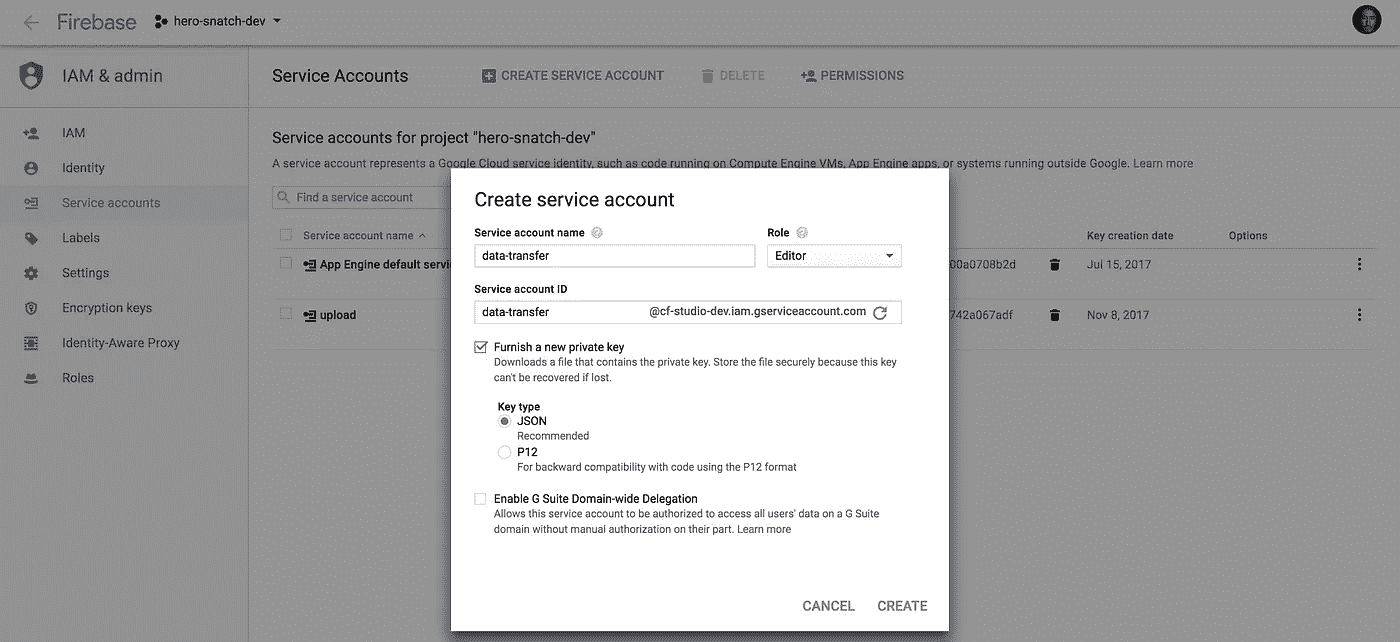 Firebase hero-snatch-dev
IAM & admin
Service Accounts
CREATE SERVICE ACCOUNT
DELETE
PERMISSIONS
IAM
Identity
Service accounts
Labels
Settings
Encryption keys
Identity-Aware Proxy
Roles
Service accounts for project "hero-snatch-dev"
A service account represents a Google Cloud service identity, such as code running on Compute Engine VMs, App Engine apps, or systems running outside Google. Learn more
Find a service account
Service account name
Key creation date
Options
App Engine default servi
00a0708b2d
Jul 15, 2017
upload
742a067adf
Nov 8, 2017
Create service account
Service account name
Role
data-transfer
Editor
Service account ID
data-transfer
@cf-studio-dev.iam.gserviceaccount.com
Furnish a new private key
Downloads a file that contains the private key. Store the file securely because this key
can't be recovered if lost.
Key type
JSON
Recommended
P12
For backward compatibility with code using the P12 format
Enable G Suite Domain-wide Delegation
Allows this service account to be authorized to access all users' data on a G Suite
domain without manual authorization on their part. Learn more
CANCEL
CREATE